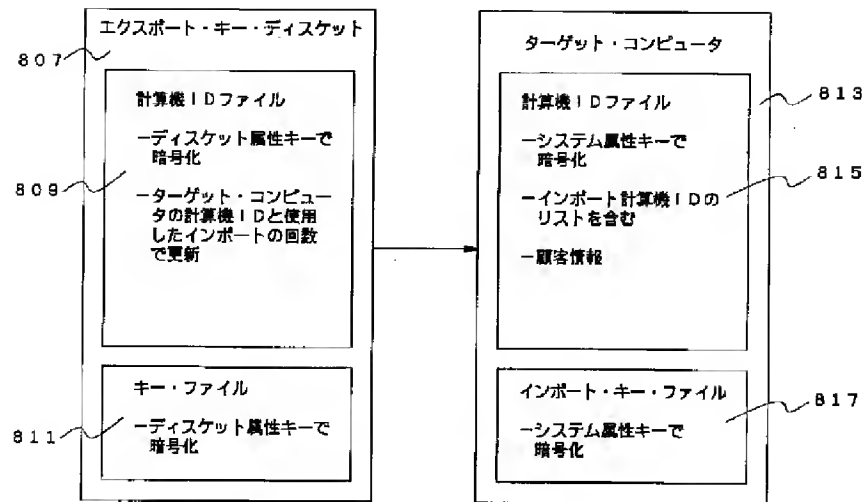 エクスポート・キー・ディスケット
807
計算機IDファイル
－ディスケット属性キーで
暗号化
809
－ターゲット・コンピュー
タの計算機IDと使用
したインポートの回数
で更新
キー・ファイル
811
－ディスケット属性キーで
暗号化
ターゲット・コンピュータ
813
計算機IDファイル
－システム属性キーで
暗号化
815
－インポート計算機IDの
リストを含む
－顧客情報
インポート・キー・ファイル
817
－システム属性キーで
暗号化